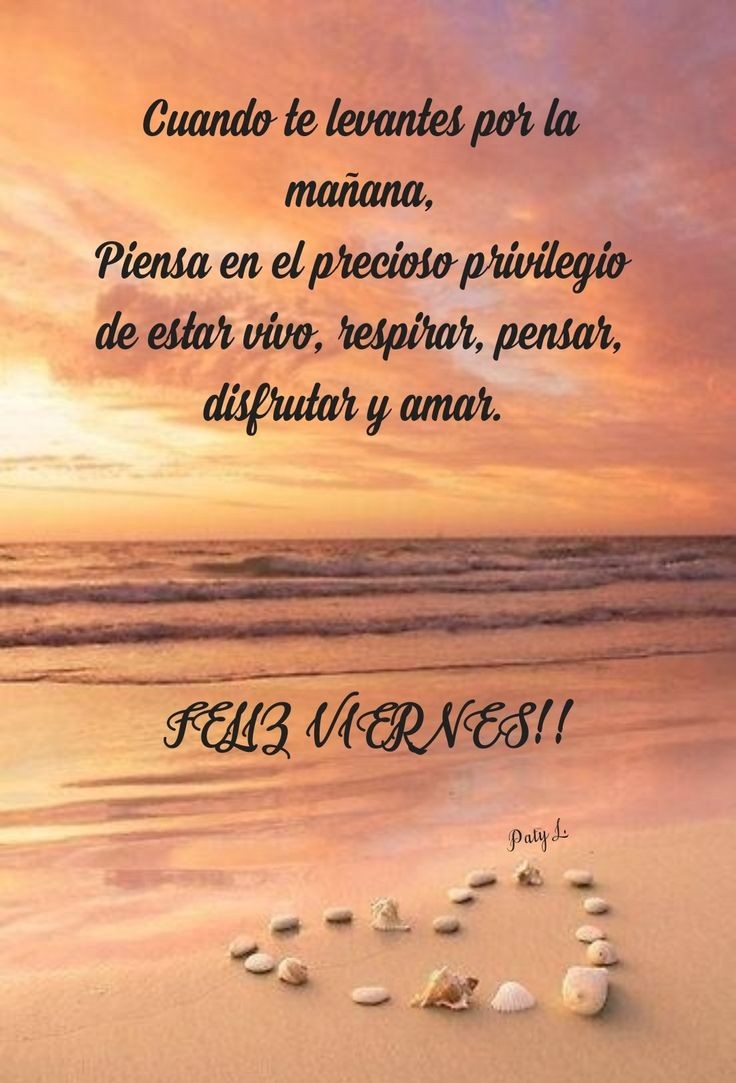 Cuando te levantes por la
mañana,
Piensa en el precioso privilegio
de estar vivo, respirar, pensar,
disfrutar y amar.
FELIZ VIERNES!!
Paty L.